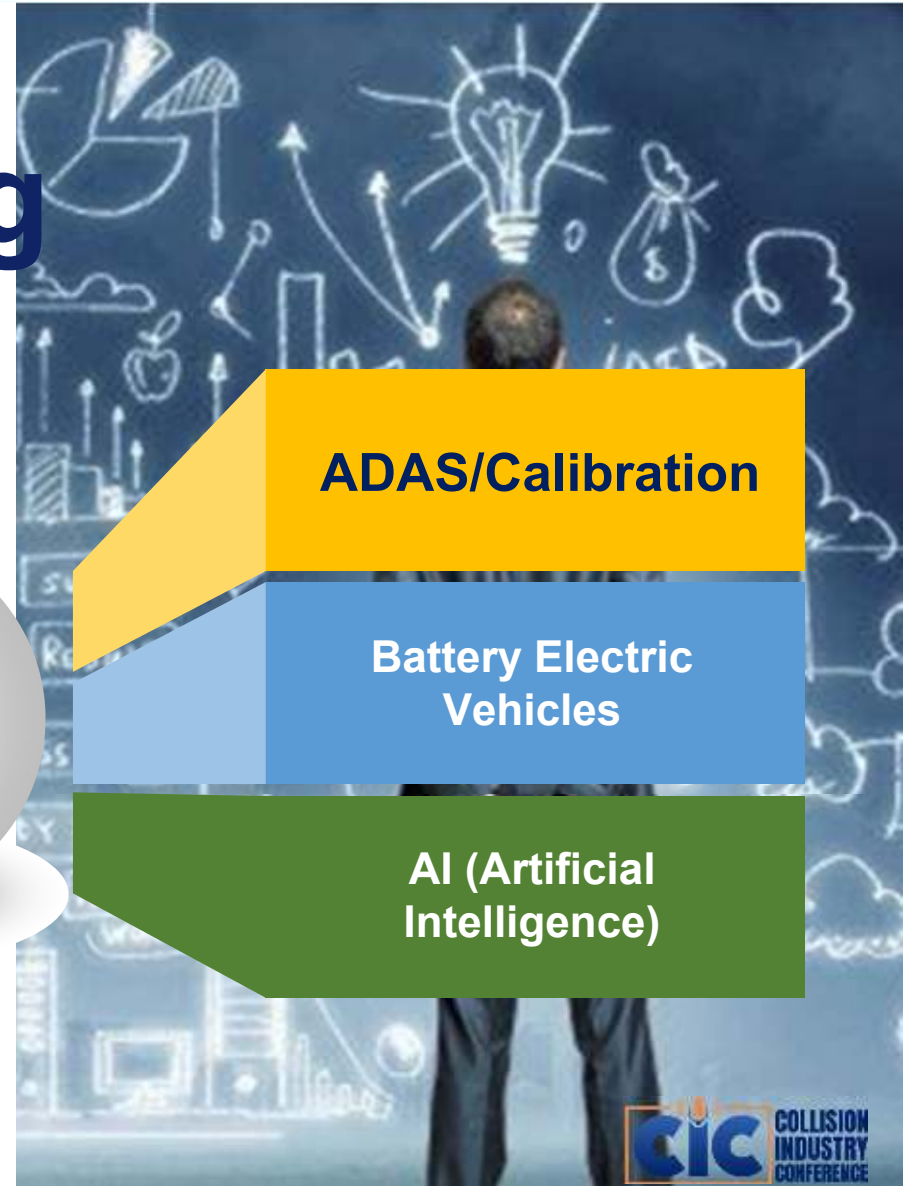 g
ADAS/Calibration
Battery Electric
Vehicles
AI (Artificial
Intelligence)
CIC COLLISION
INDUSTRY
CONFERENCE